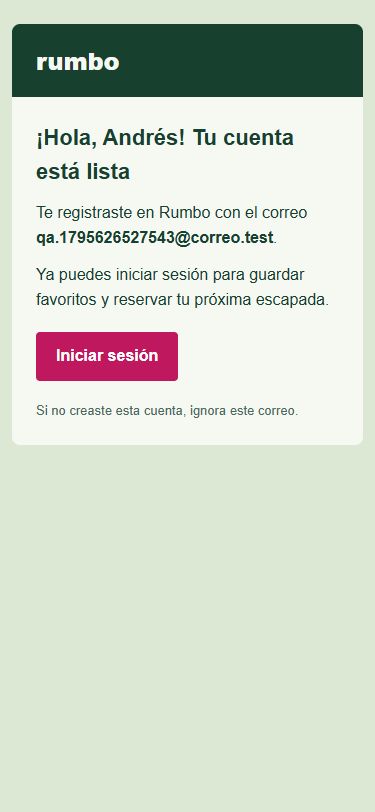 rumbo
¡Hola, Andrés! Tu cuenta
está lista
Te registraste en Rumbo con el correo
qa.1795626527543@correo.test.
Ya puedes iniciar sesión para guardar
favoritos y reservar tu próxima escapada.
Iniciar sesión
Si no creaste esta cuenta, ignora este correo.